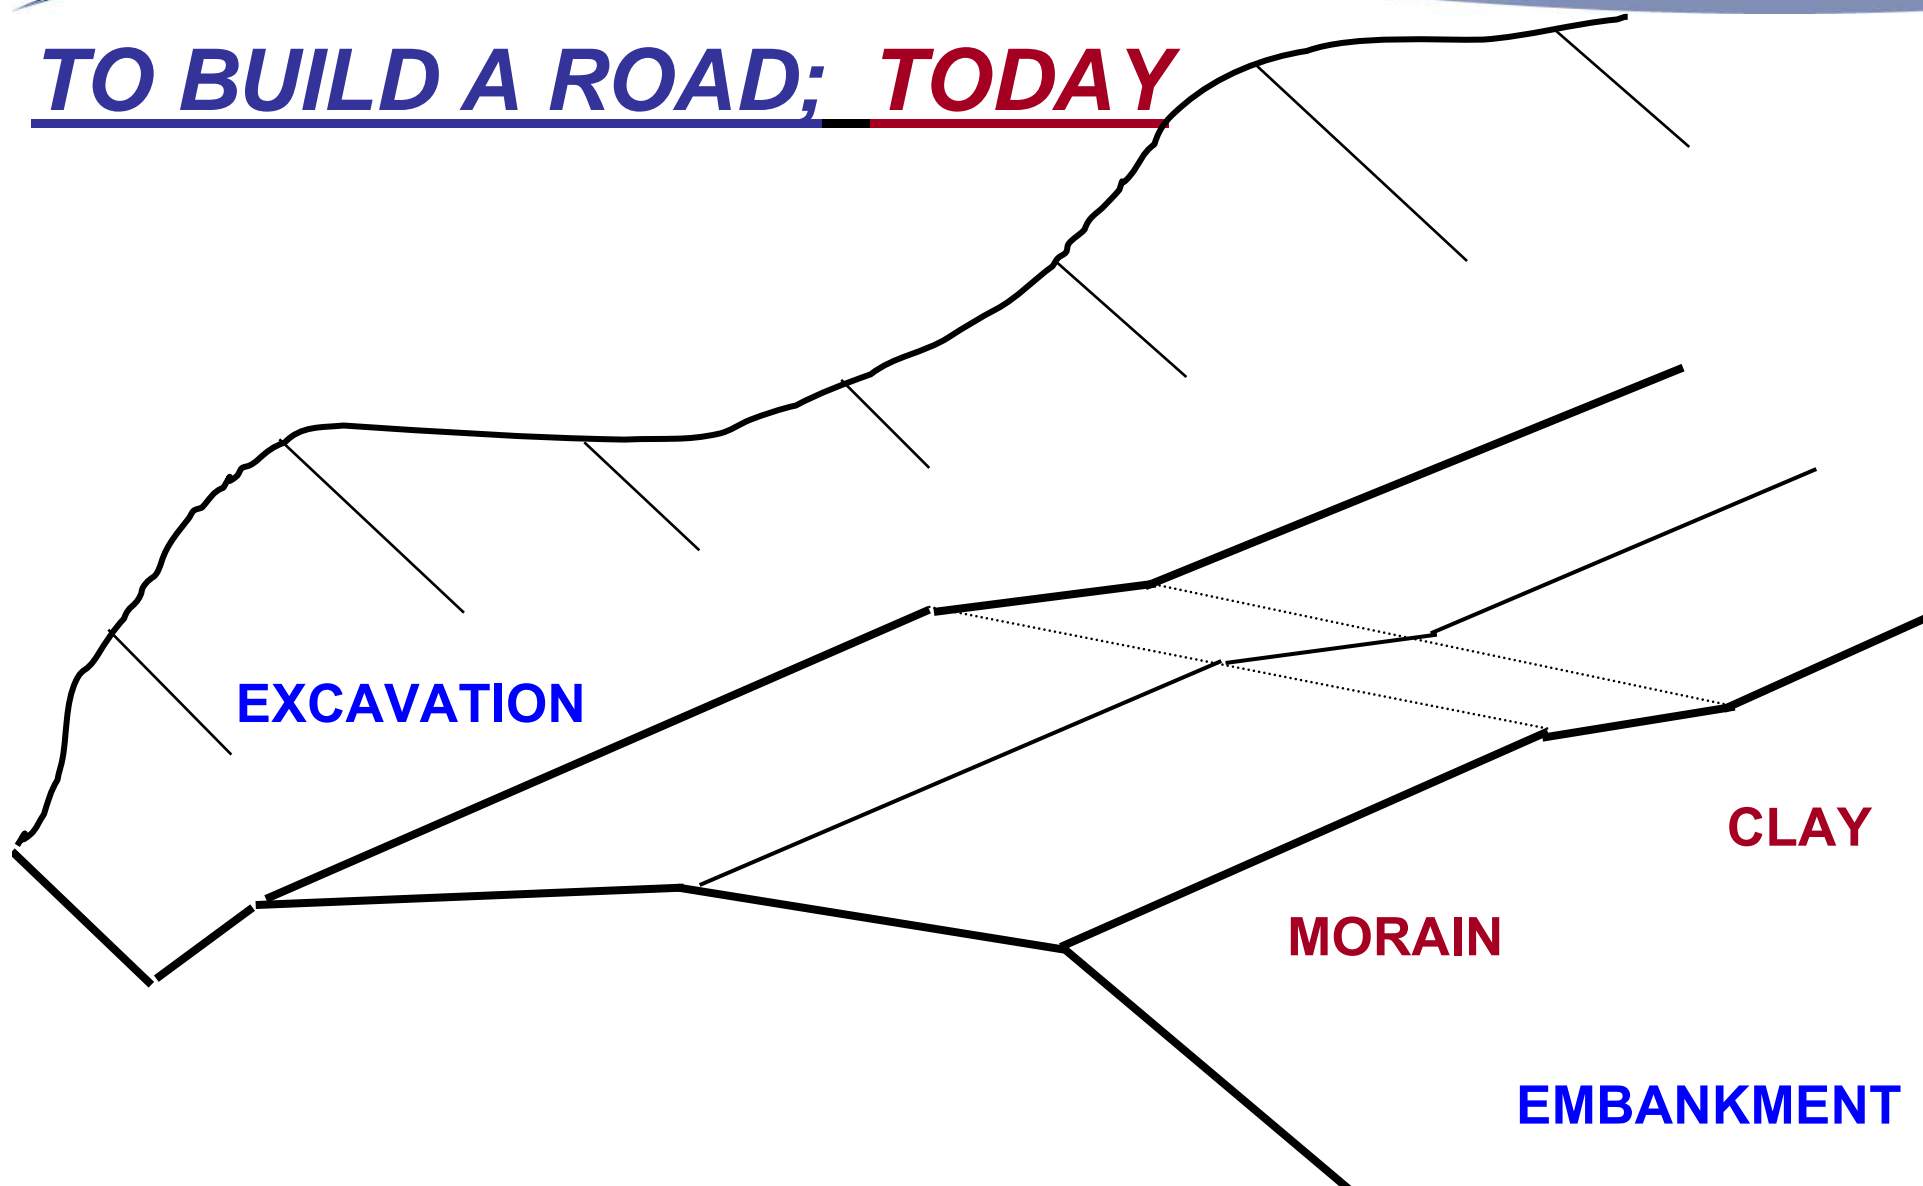 TO BUILD A ROAD; TODAY
EXCAVATION
CLAY
MORAIN
EMBANKMENT